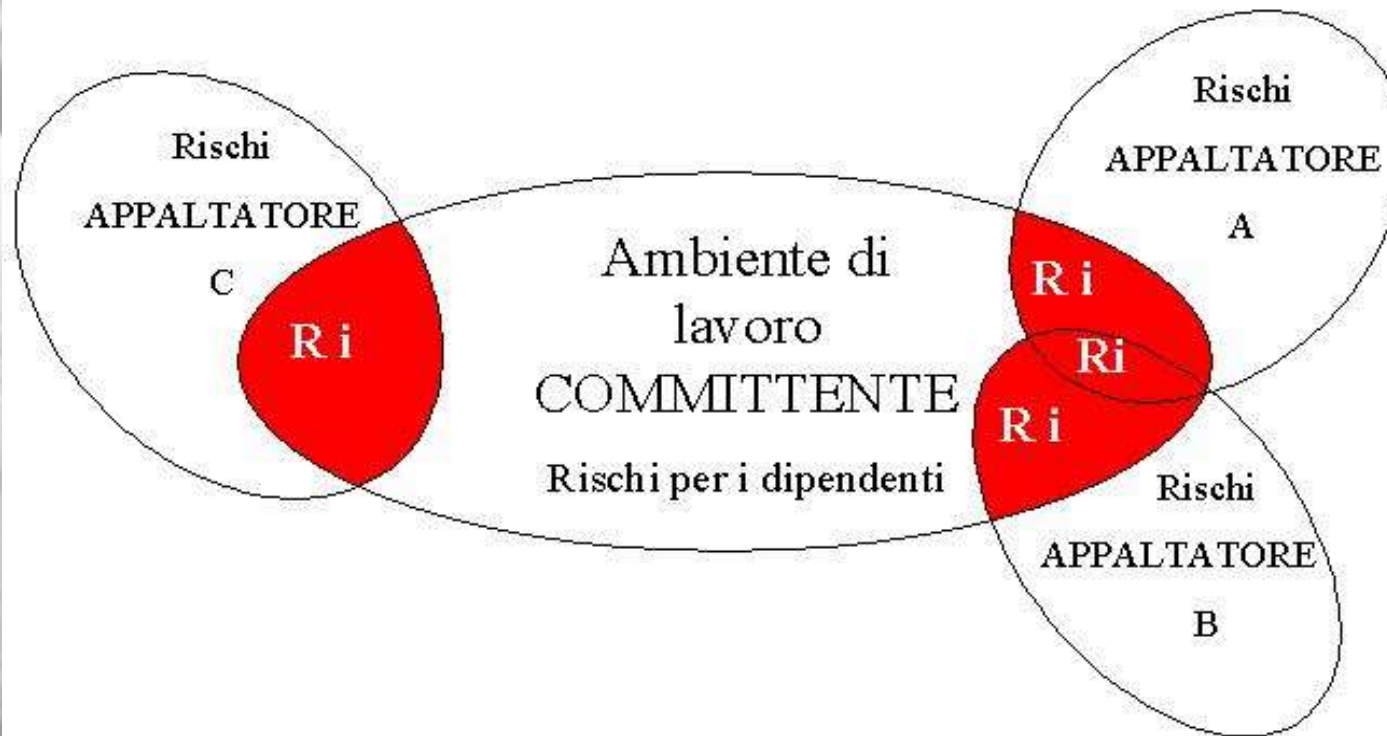 Rischi
APPALTATORE
C
R i
Ambiente di
lavoro
COMMITTENTE
Rischi per i dipendenti
Rischi
APPALTATORE
A
R i
Ri
R i
Rischi
APPALTATORE
B